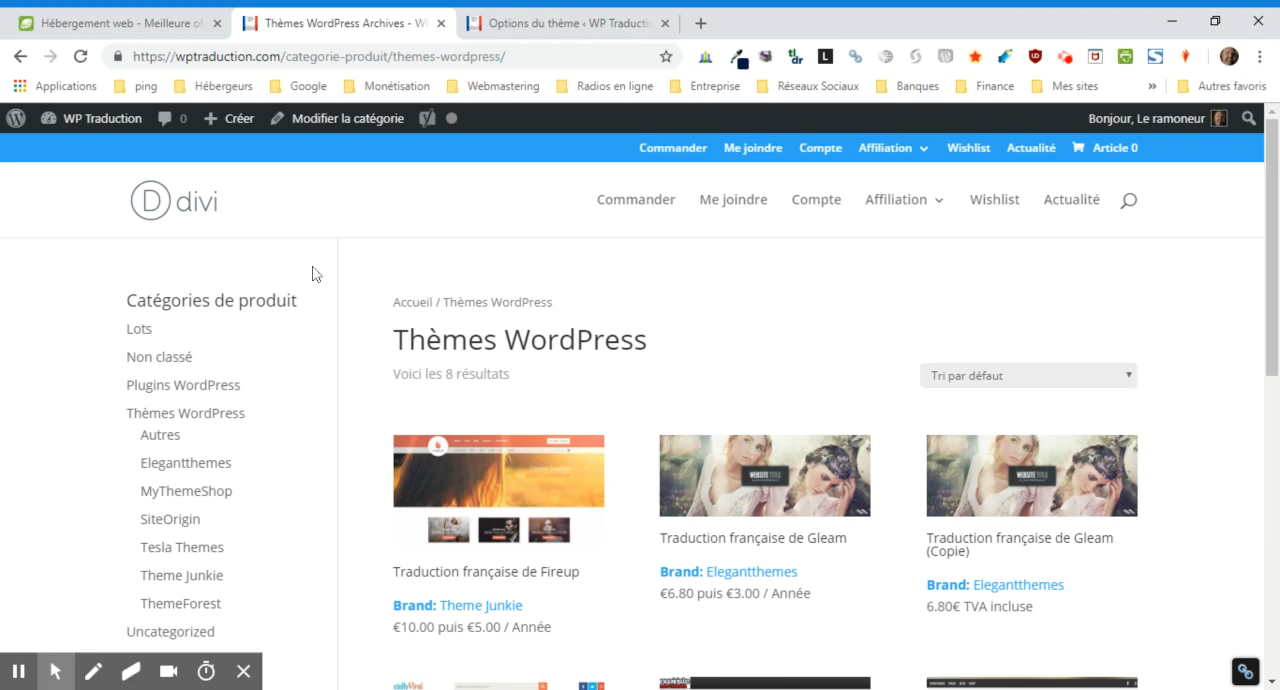 Hébergement web - Meilleure of
Thèmes WordPress Archives - W
Options du thème ‹ WP Traducti
https://wptraduction.com/categorie-produit/themes-wordpress/
Applications ping Hébergeurs Google Monétisation Webmastering Radios en ligne Entreprise Réseaux Sociaux Banques Finance Mes sites » Autres favoris
WP Traduction 0 Créer Modifier la catégorie Bonjour, Le ramoneur
Commander Me joindre Compte Affiliation Wishlist Actualité Article 0
D divi Commander Me joindre Compte Affiliation Wishlist Actualité
Catégories de produit
Lots
Non classé
Plugins WordPress
Thèmes WordPress
Autres
Elegantthemes
MyThemeShop
SiteOrigin
Tesla Themes
Theme Junkie
ThemeForest
Uncategorized
Accueil / Thèmes WordPress
Thèmes WordPress
Voici les 8 résultats
Tri par défaut
Traduction française de Fireup
Brand: Theme Junkie
€10.00 puis €5.00 / Année
WEBSITE TITLE
Traduction française de Gleam
Brand: Elegantthemes
€6.80 puis €3.00 / Année
WEBSITE TITLE
Traduction française de Gleam
(Copie)
Brand: Elegantthemes
6.80€ TVA incluse
dailyViral